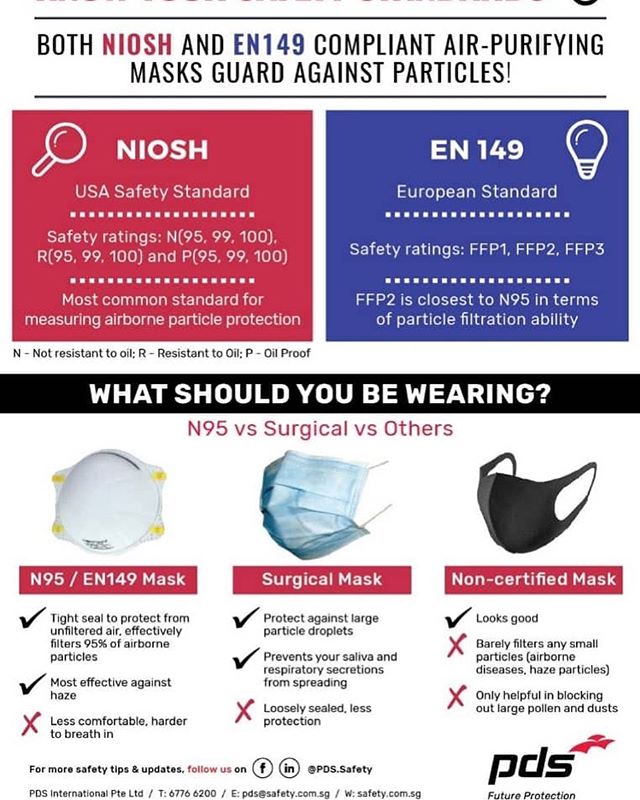 BOTH NIOSH AND EN149 COMPLIANT AIR-PURIFYING
MASKS GUARD AGAINST PARTICLES!
NIOSH
USA Safety Standard
Safety ratings: N(95, 99, 100),
R(95, 99, 100) and P(95, 99, 100)
Most common standard for
measuring airborne particle protection
EN 149
European Standard
Safety ratings: FFP1, FFP2, FFP3
FFP2 is closest to N95 in terms
of particle filtration ability
N - Not resistant to oil; R - Resistant to Oil; P - Oil Proof
WHAT SHOULD YOU BE WEARING?
N95 vs Surgical vs Others
N95 / EN149 Mask
Tight seal to protect from
unfiltered air, effectively
filters 95% of airborne
particles
Most effective against
haze
Less comfortable, harder
to breath in
Surgical Mask
Protect against large
particle droplets
Prevents your saliva and
respiratory secretions
from spreading
Loosely sealed, less
protection
Non-certified Mask
Looks good
Barely filters any small
particles (airborne
diseases, haze particles)
Only helpful in blocking
out large pollen and dusts
For more safety tips & updates, follow us on f in @PDS.Safety
PDS International Pte Ltd / T: 6776 6200 / E: pds@safety.com.sg / W: safety.com.sg
pds
Future Protection